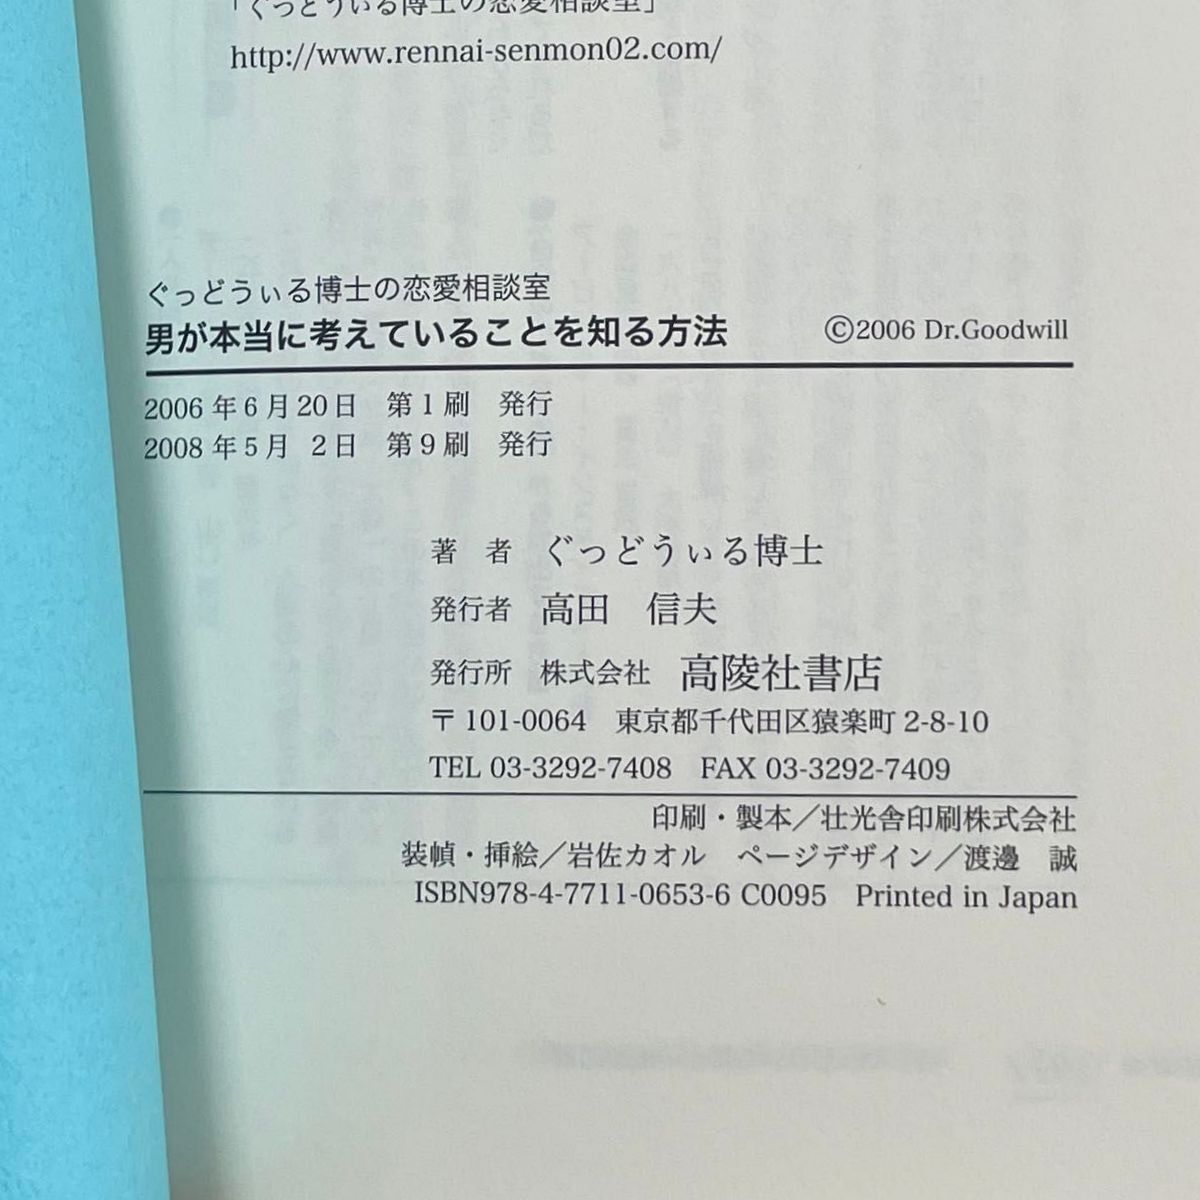 「ぐっどうぃる博士の恋愛相談室」
http://www.rennai-senmon02.com/
ぐっどうぃる博士の恋愛相談室
男が本当に考えていることを知る方法 ©2006 Dr.Goodwill
2006年6月20日 第1刷 発行
2008年5月 2日 第9刷 発行
著 者 ぐっどうぃる博士
発行者 高田 信夫
発行所 株式会社 高陵社書店
〒101-0064 東京都千代田区猿楽町 2-8-10
TEL 03-3292-7408 FAX 03-3292-7409
印刷・製本／壮光舎印刷株式会社
装幀・挿絵／岩佐カオル ページデザイン／渡邉 誠
ISBN978-4-7711-0653-6 C0095 Printed in Japan